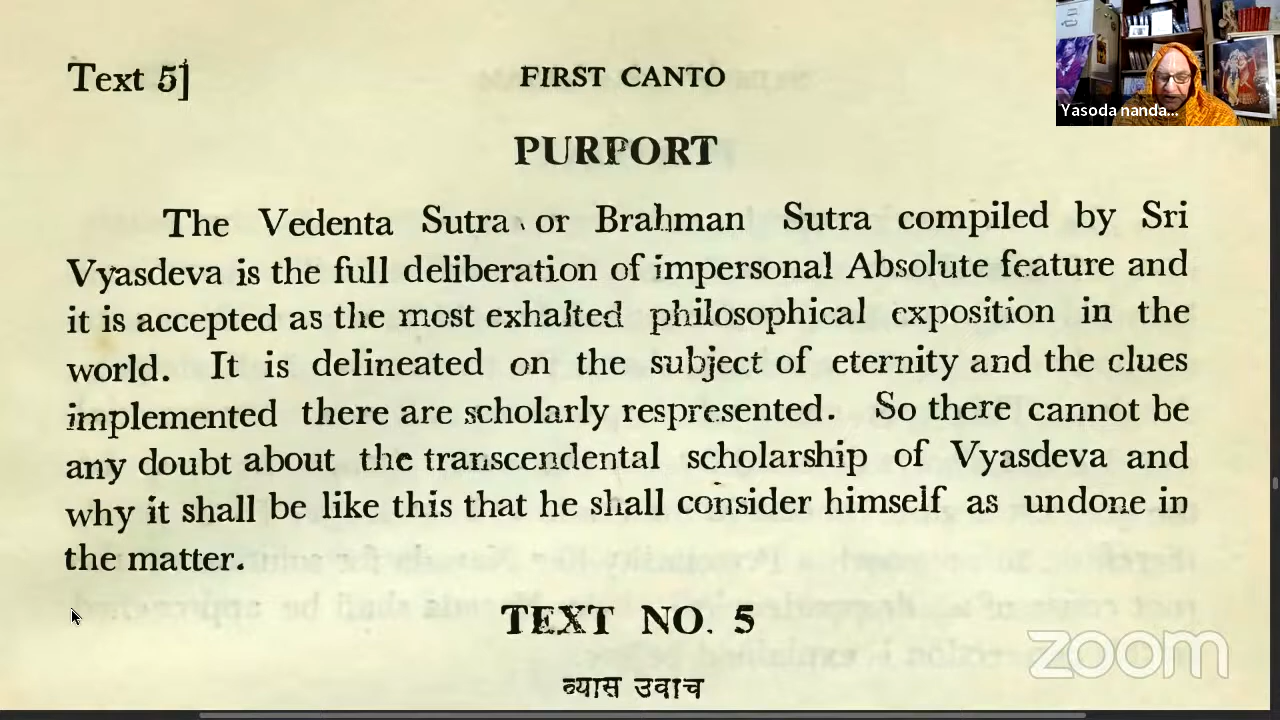 Text 5]
FIRST CANTO
Yasoda nanda...
PURPORT
The Vedenta Sutra or Brahman Sutra compiled by Sri
Vyasdeva is the full deliberation of impersonal Absolute feature and
it is accepted as the most exhalted philosophical exposition in the
world. It is delineated on the subject of eternity and the clues
implemented there are scholarly respresented. So there cannot be
any doubt about the transcendental scholarship of Vyasdeva and
why it shall be like this that he shall consider himself as undone in
the matter.
TEXT NO. 5
zoom
व्यास उवाच